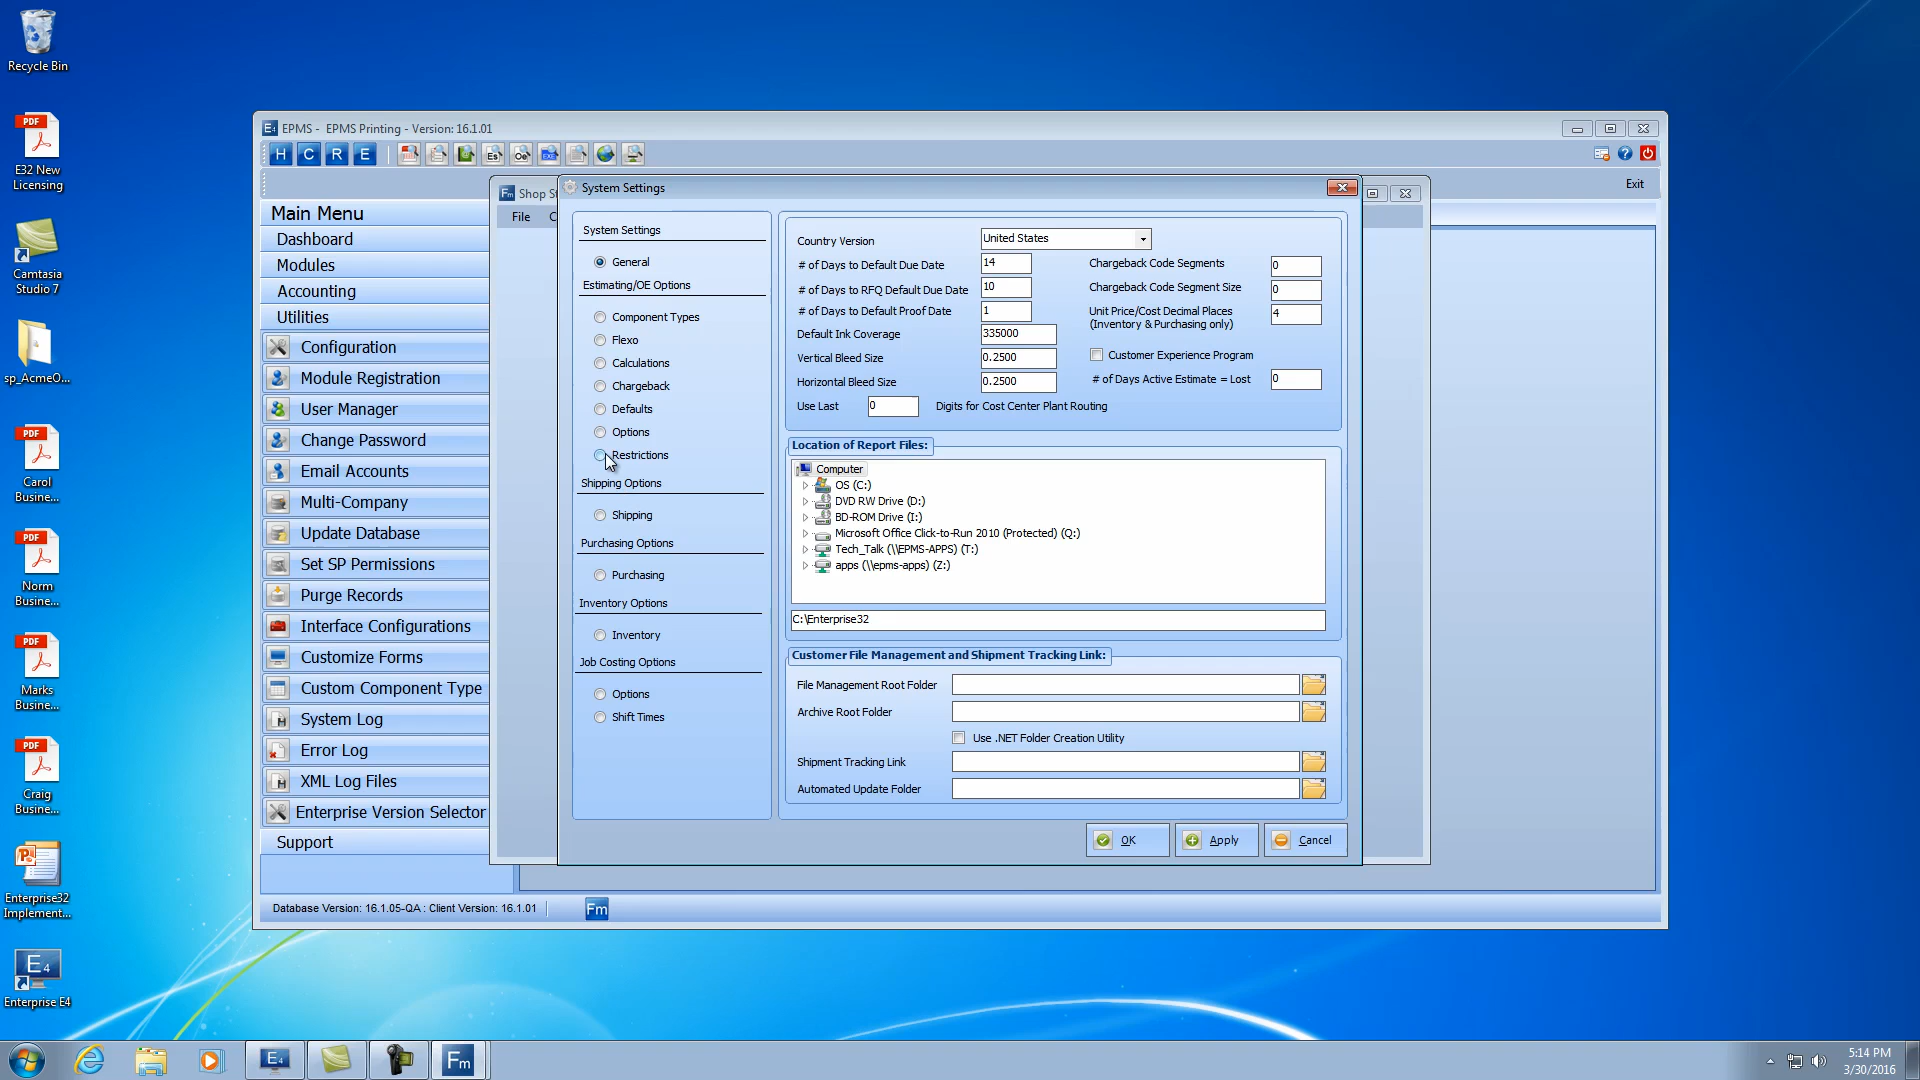 Recycle Bin
PDF
E32 New
Licensing
Camtasia
Studio 7
sp_AcmeO...
PDF
Carol
Busine...
PDF
Norm
Busine...
PDF
Marks
Busine...
PDF
Craig
Busine...
Enterprise32
Implement...
E4
Enterprise E4
E4 EPMS - EPMS Printing - Version: 16.1.01
H C R E Es Oe EXE
Exit
Main Menu
Dashboard
Modules
Accounting
Utilities
Configuration
Module Registration
User Manager
Change Password
Email Accounts
Multi-Company
Update Database
Set SP Permissions
Purge Records
Interface Configurations
Customize Forms
Custom Component Type
System Log
Error Log
XML Log Files
Enterprise Version Selector
Support
Database Version: 16.1.05-QA : Client Version: 16.1.01
Fm
Fm Shop St
File C
System Settings
System Settings
General
Estimating/OE Options
Component Types
Flexo
Calculations
Chargeback
Defaults
Options
Restrictions
Shipping Options
Shipping
Purchasing Options
Purchasing
Inventory Options
Inventory
Job Costing Options
Options
Shift Times
Country Version United States
# of Days to Default Due Date 14
# of Days to RFQ Default Due Date 10
# of Days to Default Proof Date 1
Default Ink Coverage 335000
Vertical Bleed Size 0.2500
Horizontal Bleed Size 0.2500
Use Last 0 Digits for Cost Center Plant Routing
Chargeback Code Segments 0
Chargeback Code Segment Size 0
Unit Price/Cost Decimal Places 4
(Inventory & Purchasing only)
Customer Experience Program
# of Days Active Estimate = Lost 0
Location of Report Files:
Computer
OS (C:)
DVD RW Drive (D:)
BD-ROM Drive (I:)
Microsoft Office Click-to-Run 2010 (Protected) (Q:)
Tech_Talk (\\EPMS-APPS) (T:)
apps (\\epms-apps) (Z:)
C:\Enterprise32
Customer File Management and Shipment Tracking Link:
File Management Root Folder
Archive Root Folder
Use .NET Folder Creation Utility
Shipment Tracking Link
Automated Update Folder
OK Apply Cancel
E4
Fm
5:14 PM
3/30/2016